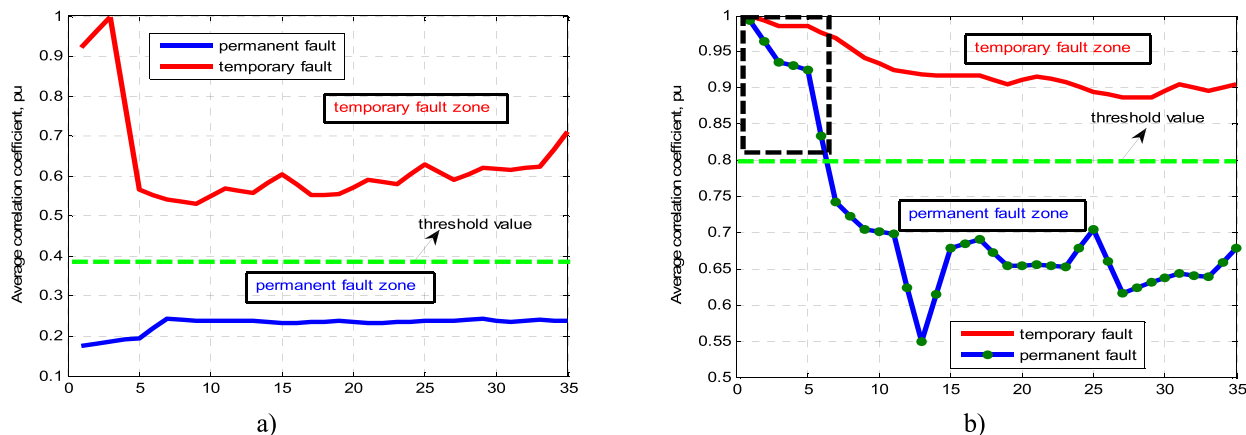 Average correlation coefficient, pu
1
0.9
0.8
0.7
0.6
0.5
0.4
0.3
0.2
0.1
0 5 10 15 20 25 30 35
permanent fault
temporary fault
temporary fault zone
threshold value
permanent fault zone
a)
Average correlation coefficient, pu
1
0.95
0.9
0.85
0.8
0.75
0.7
0.65
0.6
0.55
0.5
0 5 10 15 20 25 30 35
temporary fault zone
threshold value
permanent fault zone
temporary fault
permanent fault
b)